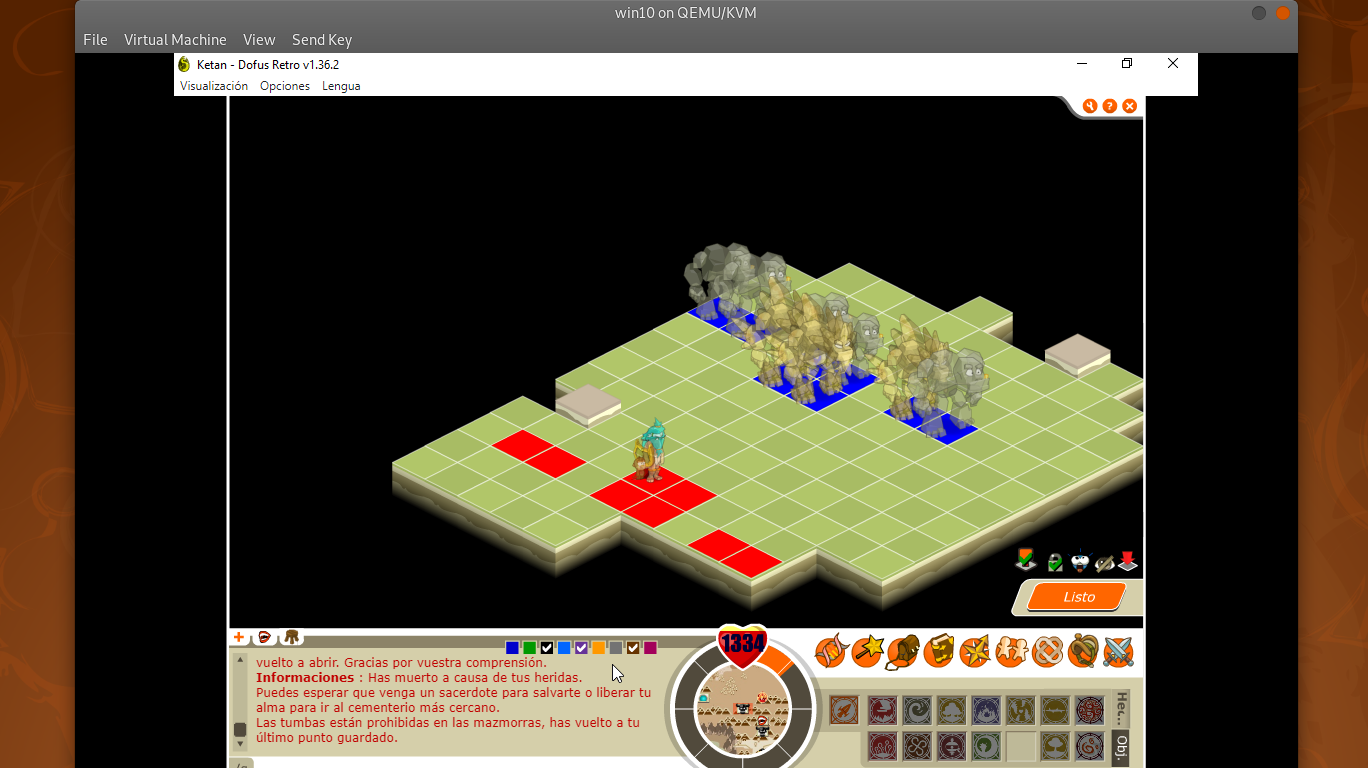 win10 on QEMU/KVM
File Virtual Machine View Send Key
Ketan - Dofus Retro v1.36.2
Visualización Opciones Lengua
Listo
1334
vuelto a abrir. Gracias por vuestra comprensión.
Informaciones : Has muerto a causa de tus heridas.
Puedes esperar que venga un sacerdote para salvarte o liberar tu
alma para ir al cementerio más cercano.
Las tumbas están prohibidas en las mazmorras, has vuelto a tu
último punto guardado.
Hec...
Obj.